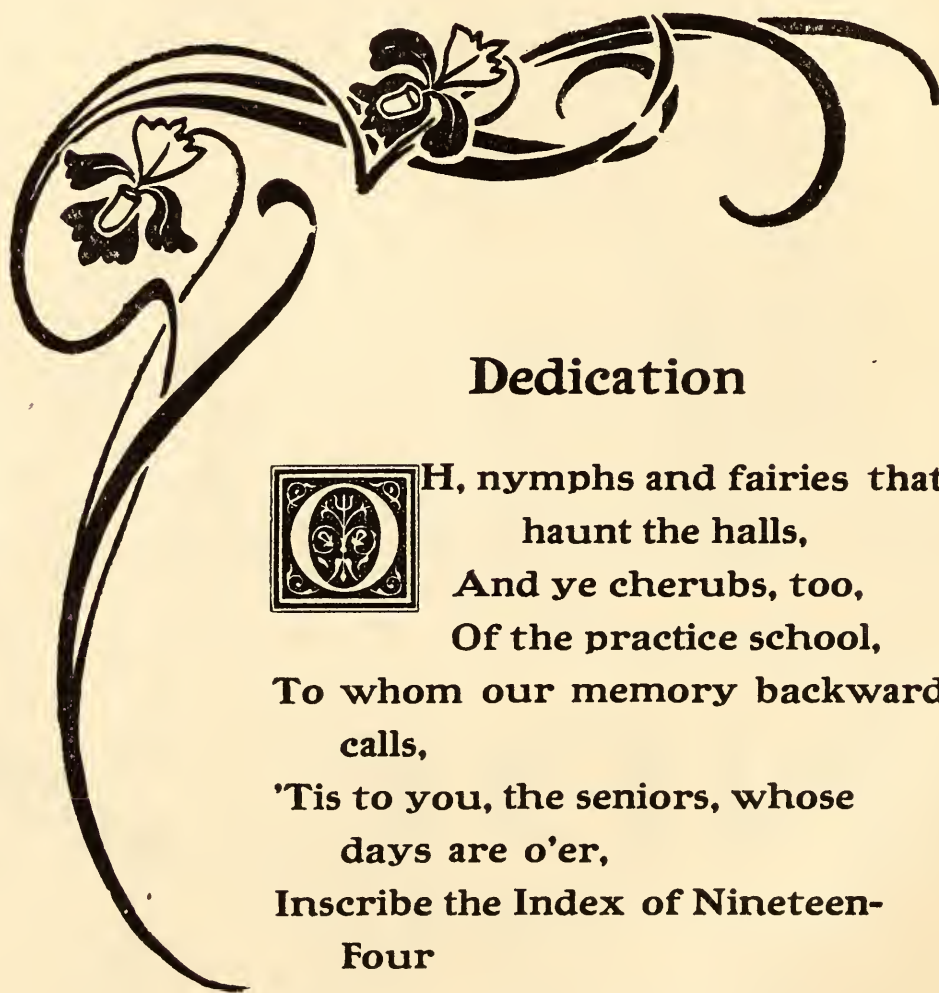 Dedication
OH, nymphs and fairies that
haunt the halls,
And ye cherubs, too,
Of the practice school,
To whom our memory backward
calls,
'Tis to you, the seniors, whose
days are o'er,
Inscribe the Index of Nineteen-
Four